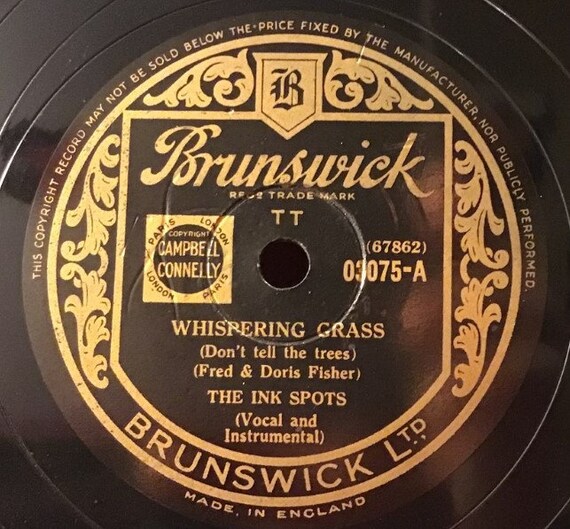 THIS COPYRIGHT RECORD MAY NOT BE SOLD BELOW THE PRICE FIXED BY THE MANUFACTURER, NOR PUBLICLY PERFORMED.
B
Brunswick
REGD TRADE MARK
TT
PARIS LONDON
COPYRIGHT
CAMPBELL
CONNELLY
LONDON PARIS
(67862)
03075-A
WHISPERING GRASS
(Don't tell the trees)
(Fred & Doris Fisher)
THE INK SPOTS
(Vocal and
Instrumental)
BRUNSWICK LTD.
MADE IN ENGLAND